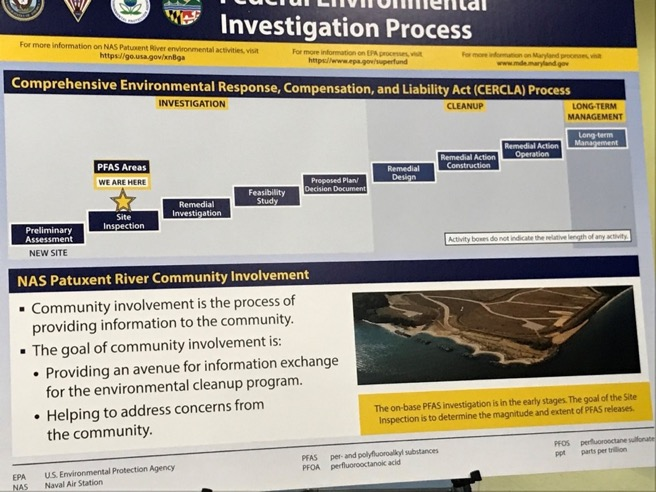 Federal Environmental
Investigation Process
For more information on NAS Patuxent River environmental activities, visit
https://go.usa.gov/xnBga
For more information on EPA processes, visit
https://www.epa.gov/superfund
For more information on Maryland processes, visit
www.mde.maryland.gov
Comprehensive Environmental Response, Compensation, and Liability Act (CERCLA) Process
INVESTIGATION
CLEANUP
LONG-TERM
MANAGEMENT
PFAS Areas
WE ARE HERE
Preliminary
Assessment
NEW SITE
Site
Inspection
Remedial
Investigation
Feasibility
Study
Proposed Plan/
Decision Document
Remedial
Design
Remedial Action
Construction
Remedial Action
Operation
Long-term
Management
Activity boxes do not indicate the relative length of any activity.
NAS Patuxent River Community Involvement
▪ Community involvement is the process of
providing information to the community.
▪ The goal of community involvement is:
• Providing an avenue for information exchange
for the environmental cleanup program.
• Helping to address concerns from
the community.
The on-base PFAS investigation is in the early stages. The goal of the Site
Inspection is to determine the magnitude and extent of PFAS releases.
EPA U.S. Environmental Protection Agency
NAS Naval Air Station
PFAS per- and polyfluoroalkyl substances
PFOA perfluorooctanoic acid
PFOS perfluorooctane sulfonate
ppt parts per trillion